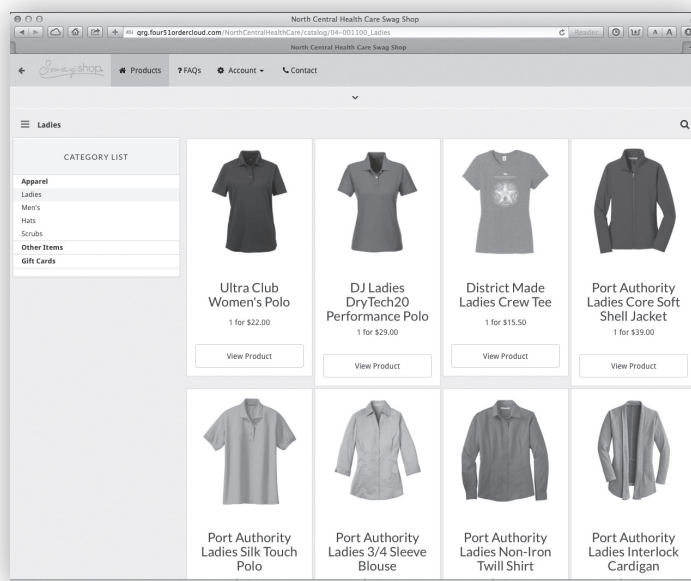 North Central Health Care Swag Shop
qrg.four51ordercloud.com/NorthCentralHealthCare/catalog/04-001100_Ladies
Reader
A A
North Central Health Care Swag Shop
Swag shop
Products
? FAQs
Account
Contact
Ladies
CATEGORY LIST
Apparel
Ladies
Men's
Hats
Scrubs
Other Items
Gift Cards
Ultra Club
Women's Polo
1 for $22.00
View Product
DJ Ladies
DryTech20
Performance Polo
1 for $29.00
View Product
District Made
Ladies Crew Tee
1 for $15.50
View Product
Port Authority
Ladies Core Soft
Shell Jacket
1 for $39.00
View Product
Port Authority
Ladies Silk Touch
Polo
Port Authority
Ladies 3/4 Sleeve
Blouse
Port Authority
Ladies Non-Iron
Twill Shirt
Port Authority
Ladies Interlock
Cardigan